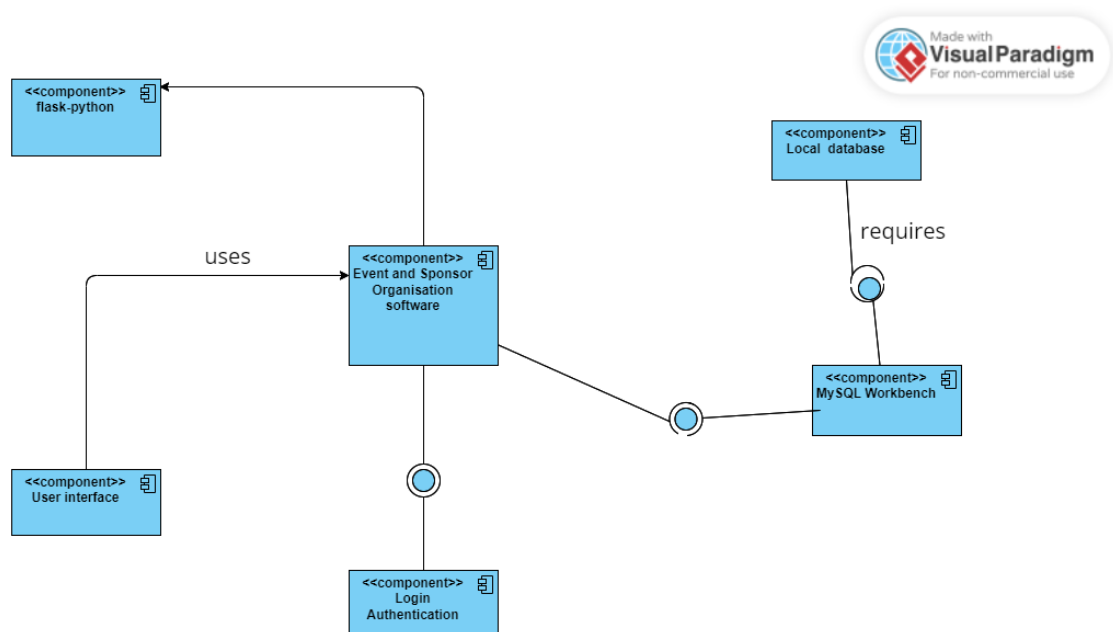 Made with
Visual Paradigm
For non-commercial use
<<component>>
flask-python
<<component>>
Local database
requires
uses
<<component>>
Event and Sponsor
Organisation
software
<<component>>
MySQL Workbench
<<component>>
User interface
<<component>>
Login
Authentication